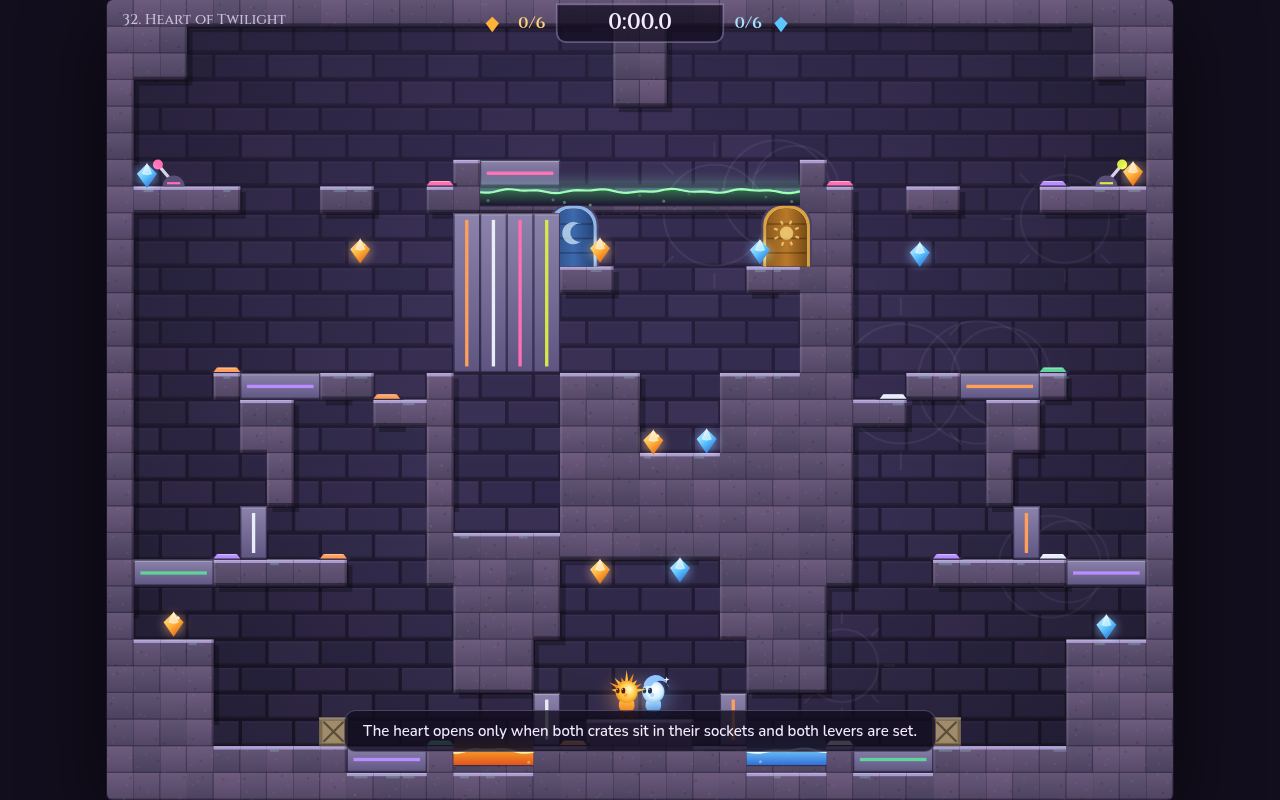 32. Heart of Twilight
0/6
0:00.0
0/6
The heart opens only when both crates sit in their sockets and both levers are set.